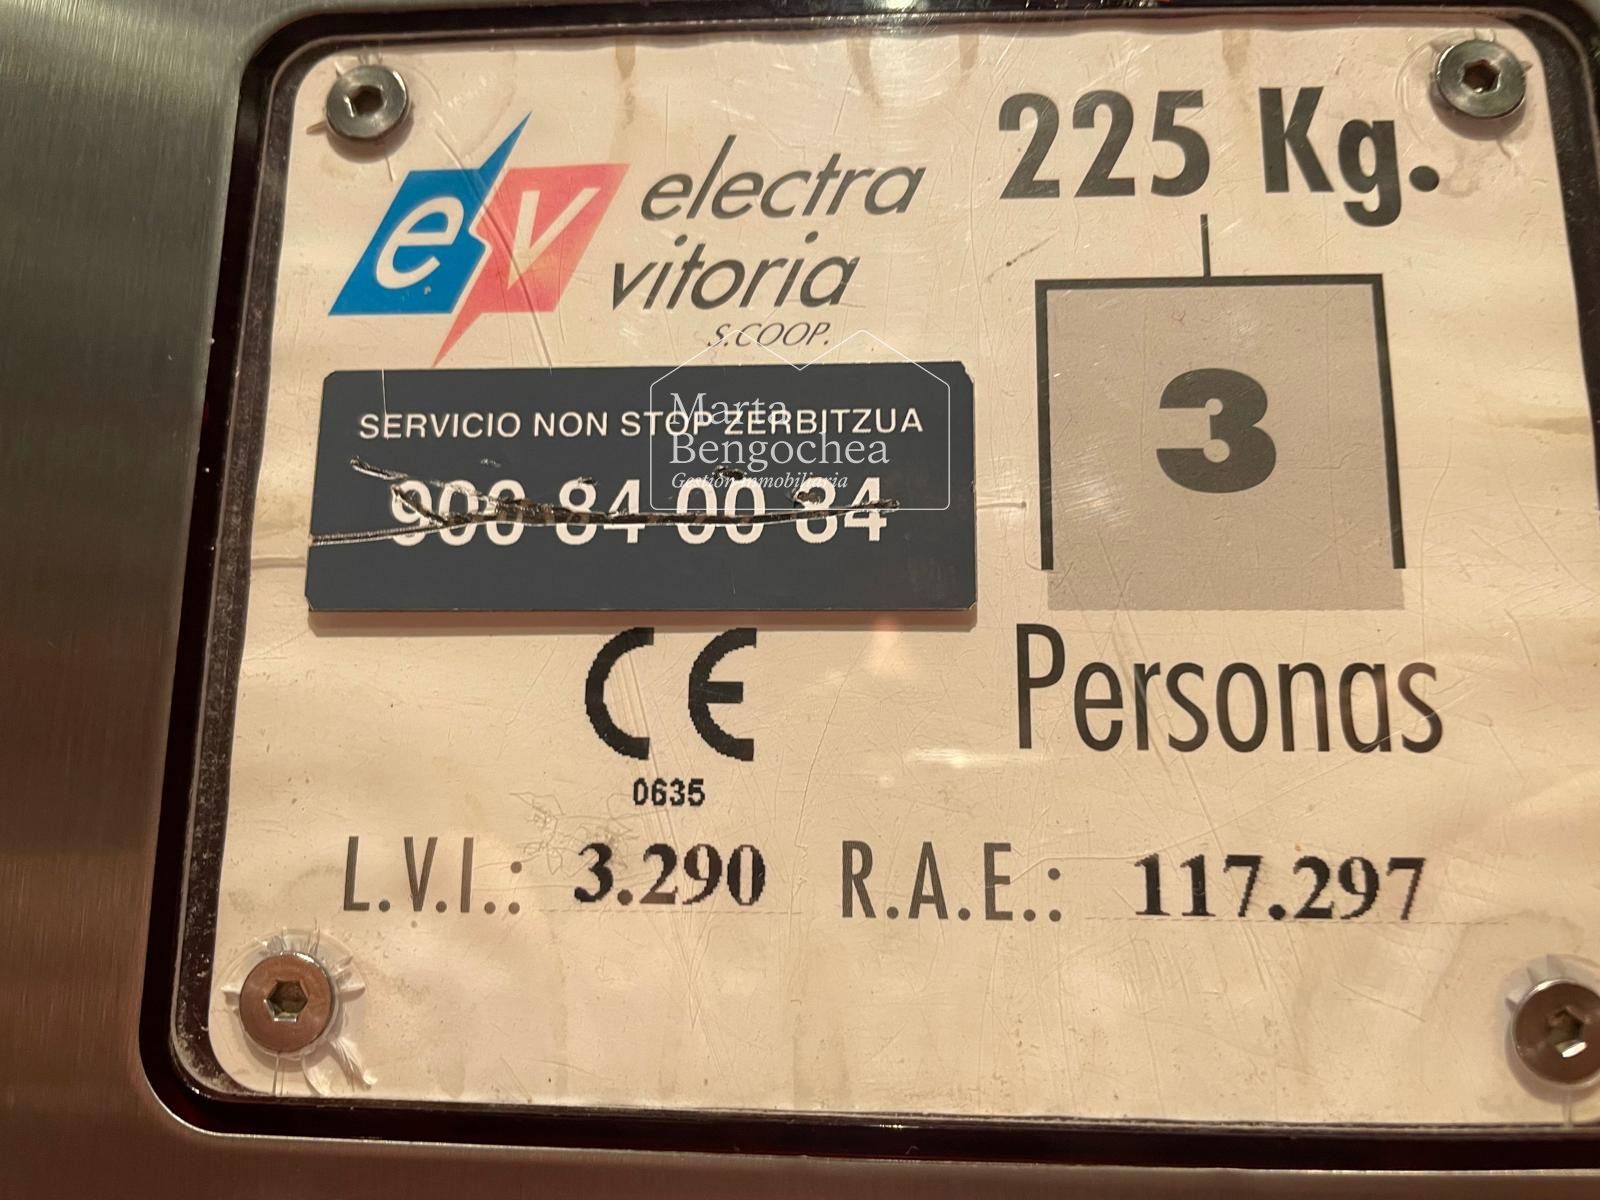 ev electra
vitoria
S.COOP.
225 Kg.
3
Personas
SERVICIO NON STOP ZERBITZUA
900 84 00 84
Marta
Bengochea
Gestión inmobiliaria
CE
0635
L.V.I.: 3.290 R.A.E.: 117.297